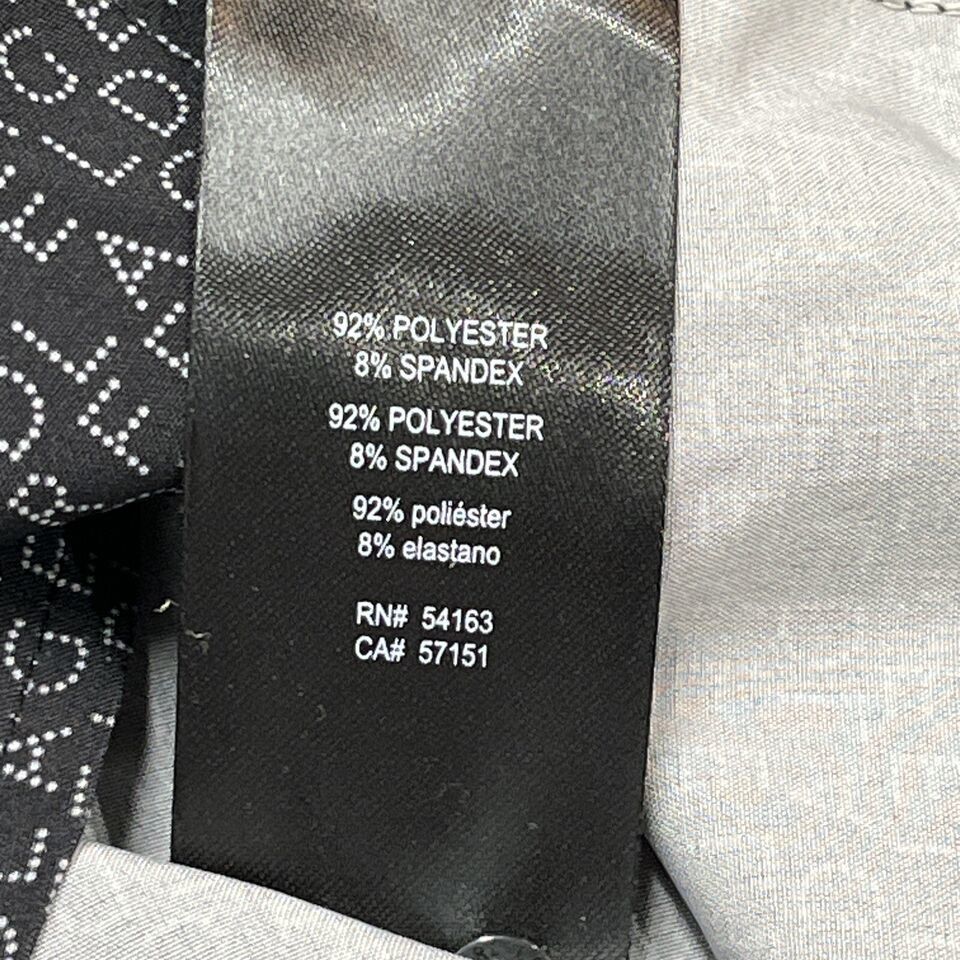 92% POLYESTER
8% SPANDEX
92% POLYESTER
8% SPANDEX
92% poliéster
8% elastano
RN# 54163
CA# 57151